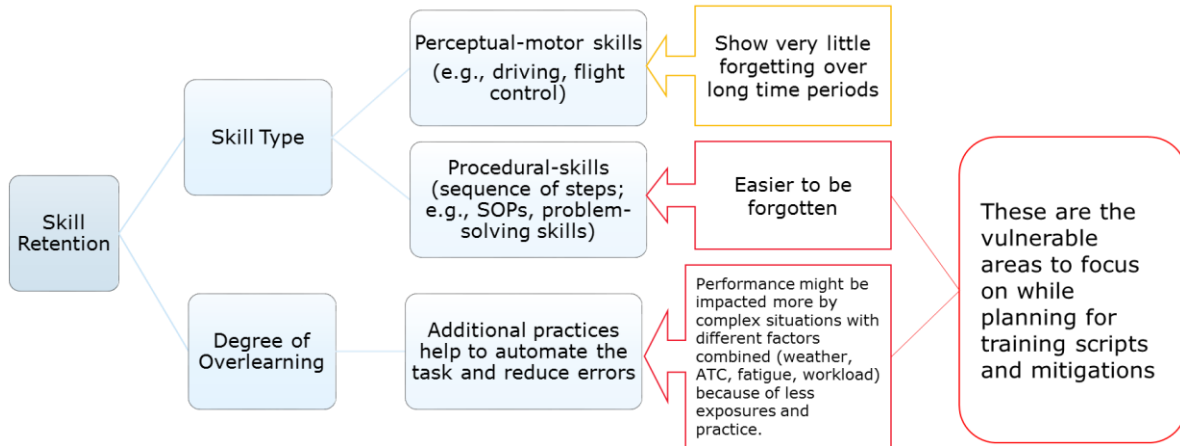 Skill
Retention
Skill Type
Perceptual-motor skills
(e.g., driving, flight
control)
Show very little
forgetting over
long time periods
Procedural-skills
(sequence of steps;
e.g., SOPs, problem-
solving skills)
Easier to be
forgotten
Degree of
Overlearning
Additional practices
help to automate the
task and reduce errors
Performance might be
impacted more by
complex situations with
different factors
combined (weather,
ATC, fatigue, workload)
because of less
exposures and
practice.
These are the
vulnerable
areas to focus
on while
planning for
training scripts
and mitigations